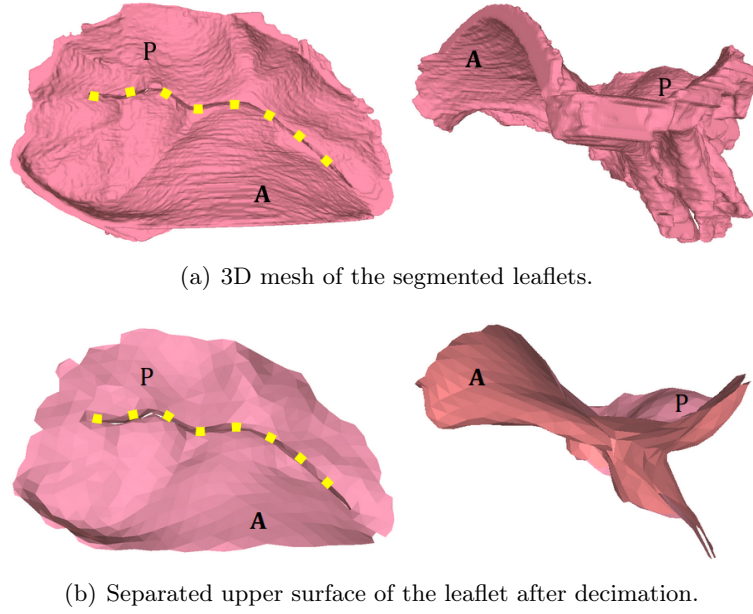 P
A
A
P
(a) 3D mesh of the segmented leaflets.
P
A
A
P
(b) Separated upper surface of the leaflet after decimation.